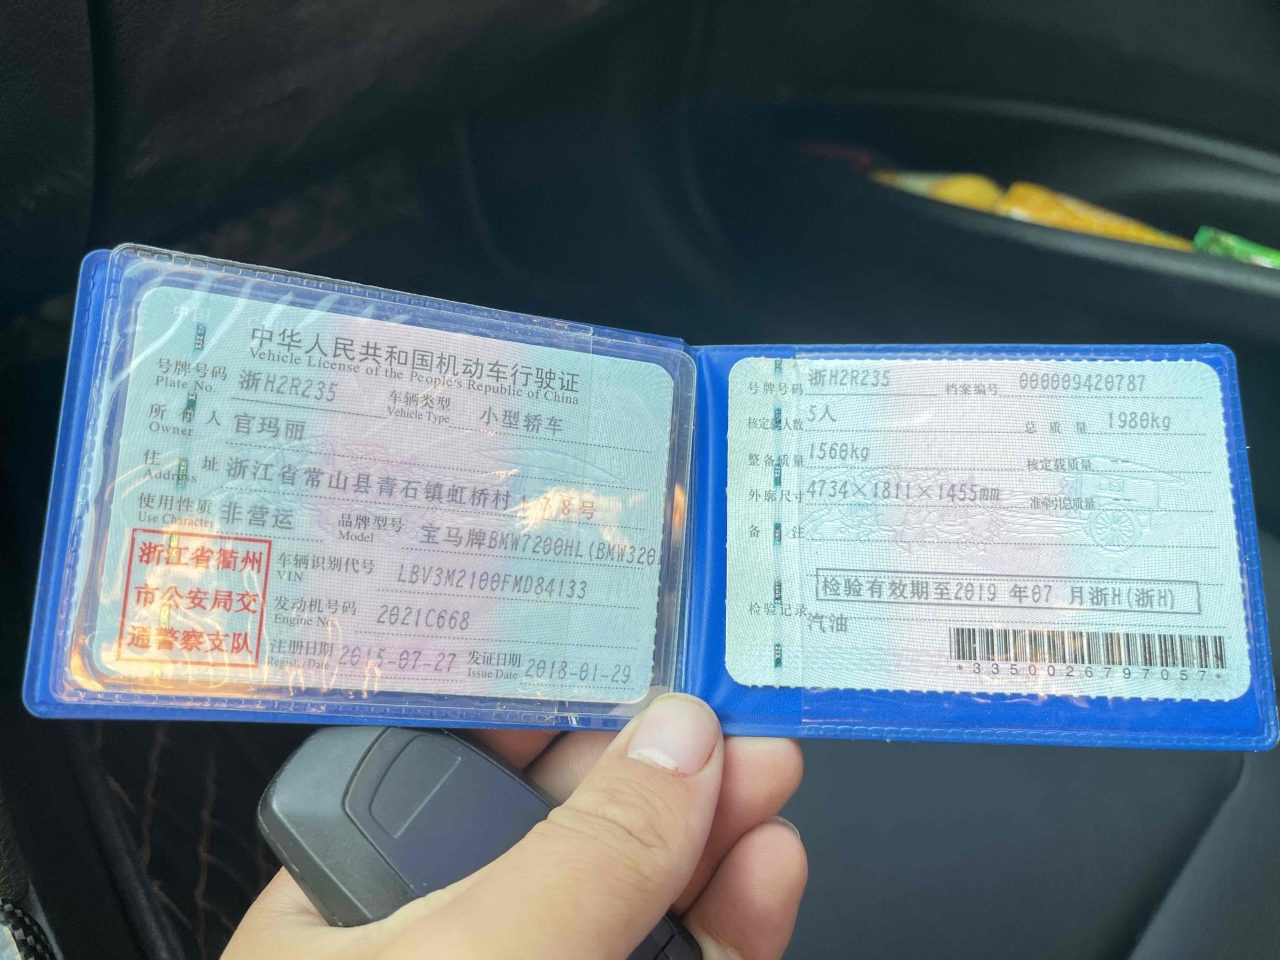 中华人民共和国机动车行驶证
Vehicle License of the People's Republic of China
号牌号码 浙H2R235 车辆类型 小型轿车
Plate No. Vehicle Type
所有人 官玛丽
Owner
住址 浙江省常山县青石镇虹桥村
Address
使用性质 非营运 品牌型号 宝马牌BMW7200HL(BMW320
Use Character Model
浙江省衢州
市公安局交
通警察支队
车辆识别代号 LBV3M2100FMD84133
VIN
发动机号码 2021C668
Engine No.
注册日期 2015-07-27 发证日期 2018-01-29
Register Date Issue Date
号牌号码 浙H2R235 档案编号 000009420787
核定载人数 5人 总质量 1980kg
整备质量 1560kg 核定载质量 --
外廓尺寸 4734×1811×1455mm 准牵引总质量 --
备注
检验有效期至2019年07月浙H(浙H)
检验记录
汽油
*3350026797057*